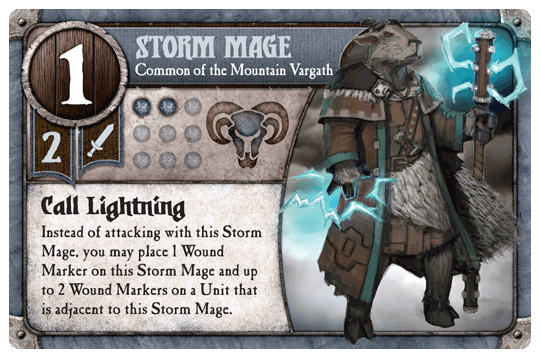 1
STORM MAGE
Common of the Mountain Vargath
2
Call Lightning
Instead of attacking with this Storm
Mage, you may place 1 Wound
Marker on this Storm Mage and up
to 2 Wound Markers on a Unit that
is adjacent to this Storm Mage.